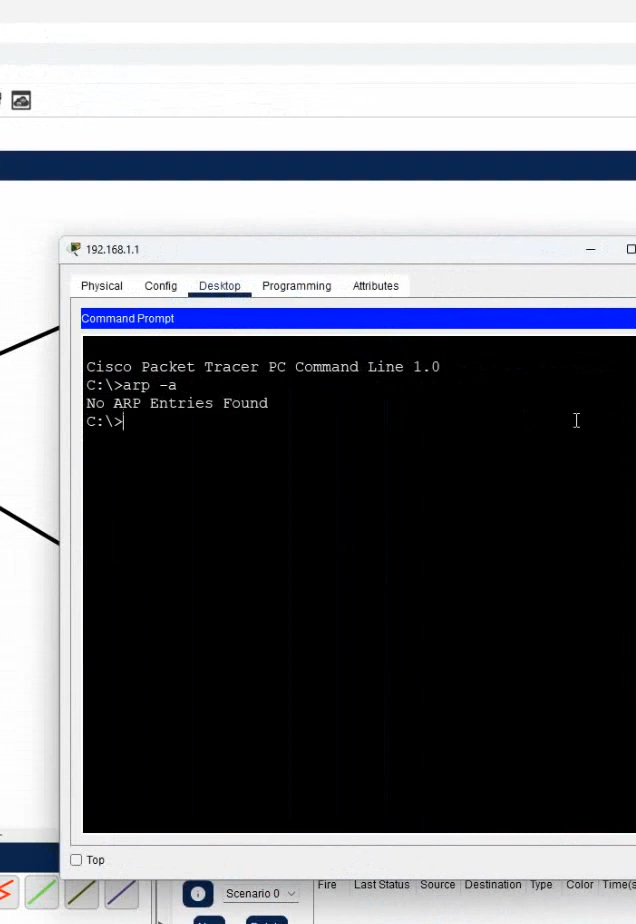 192.168.1.1
Physical Config Desktop Programming Attributes
Command Prompt
Cisco Packet Tracer PC Command Line 1.0
C:\>arp -a
No ARP Entries Found
C:\>
Top
Scenario 0
Fire Last Status Source Destination Type Color Time(s